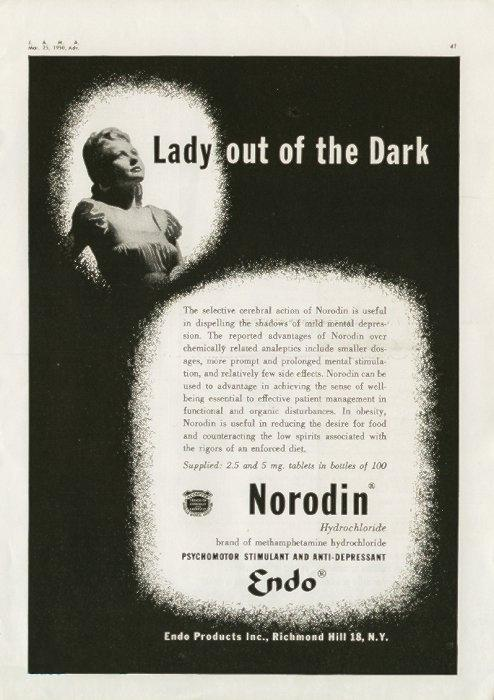 J. A. M. A.
Mar. 25, 1950, Adv.
47
Lady out of the Dark
The selective cerebral action of Norodin is useful
in dispelling the shadows of mild mental depres-
sion. The reported advantages of Norodin over
chemically related analeptics include smaller dos-
ages, more prompt and prolonged mental stimula-
tion, and relatively few side effects. Norodin can be
used to advantage in achieving the sense of well-
being essential to effective patient management in
functional and organic disturbances. In obesity,
Norodin is useful in reducing the desire for food
and counteracting the low spirits associated with
the rigors of an enforced diet.
Supplied: 2.5 and 5 mg. tablets in bottles of 100
Norodin®
Hydrochloride
brand of methamphetamine hydrochloride
PSYCHOMOTOR STIMULANT AND ANTI-DEPRESSANT
Endo®
Endo Products Inc., Richmond Hill 18, N.Y.